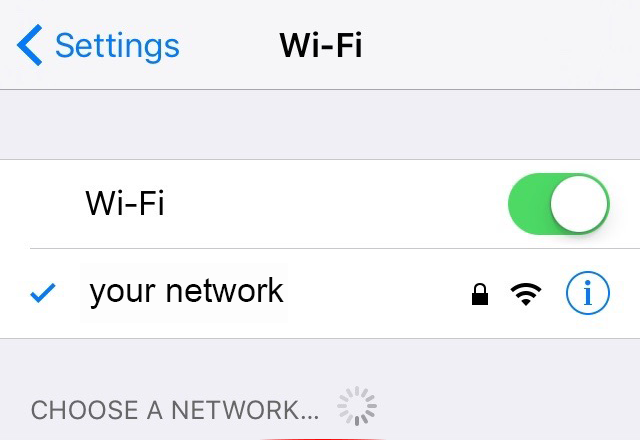 Settings
Wi-Fi
Wi-Fi
your network
CHOOSE A NETWORK...